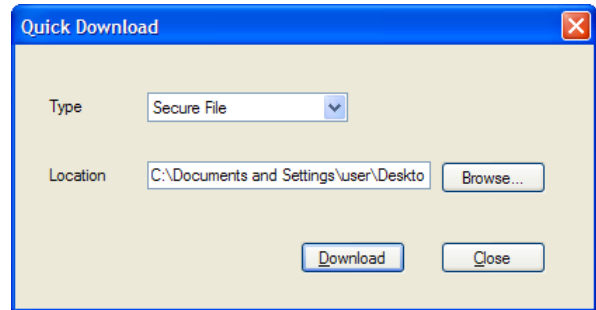 Quick Download
Type Secure File
Location C:\Documents and Settings\user\Deskto Browse...
Download Close